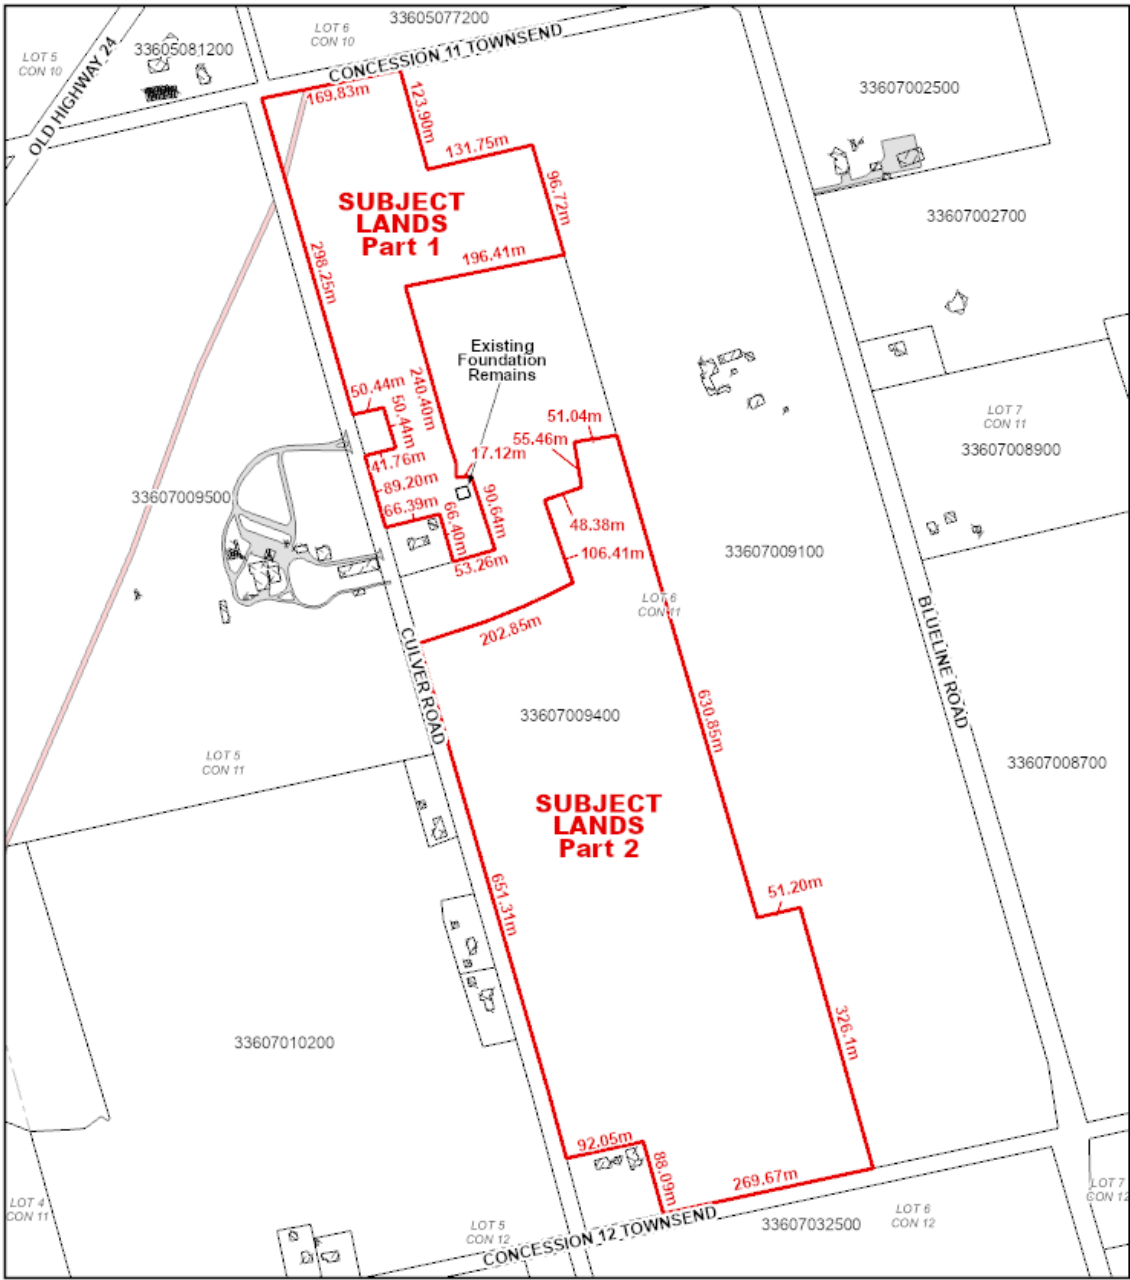 33605077200
LOT 6
CON 10
LOT 5
CON 10
33605081200
OLD HIGHWAY 24
CONCESSION 11 TOWNSEND
169.83m
123.90m
33607002500
131.75m
96.72m
SUBJECT
LANDS
Part 1
33607002700
196.41m
298.25m
Existing
Foundation
Remains
240.40m
50.44m
50.44m
51.04m
55.46m
17.12m
LOT 7
CON 11
33607008900
41.76m
89.20m
66.39m
66.40m
90.64m
33607009500
48.38m
106.41m
33607009100
53.26m
LOT 6
CON 11
202.85m
CULVER ROAD
BLUELINE ROAD
33607009400
630.85m
LOT 5
CON 11
33607008700
SUBJECT
LANDS
Part 2
651.31m
51.20m
326.1m
33607010200
92.05m
88.09m
269.67m
LOT 4
CON 11
LOT 5
CON 12
CONCESSION 12 TOWNSEND
33607032500
LOT 6
CON 12
LOT 7
CON 12